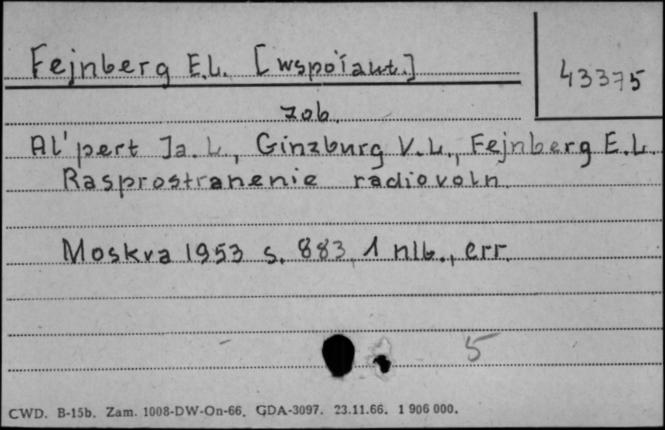 Fejnberg E.L. [współaut.]
43375
zob.
Al'pert Ja. L., Ginzburg V. L., Fejnberg E.L.
Rasprostranenie radiovoln.
Moskva 1953 s. 883, 1 nlb., err.
5
CWD. B-15b. Zam. 1008-DW-On-66. GDA-3097. 23.11.66. 1 906 000.